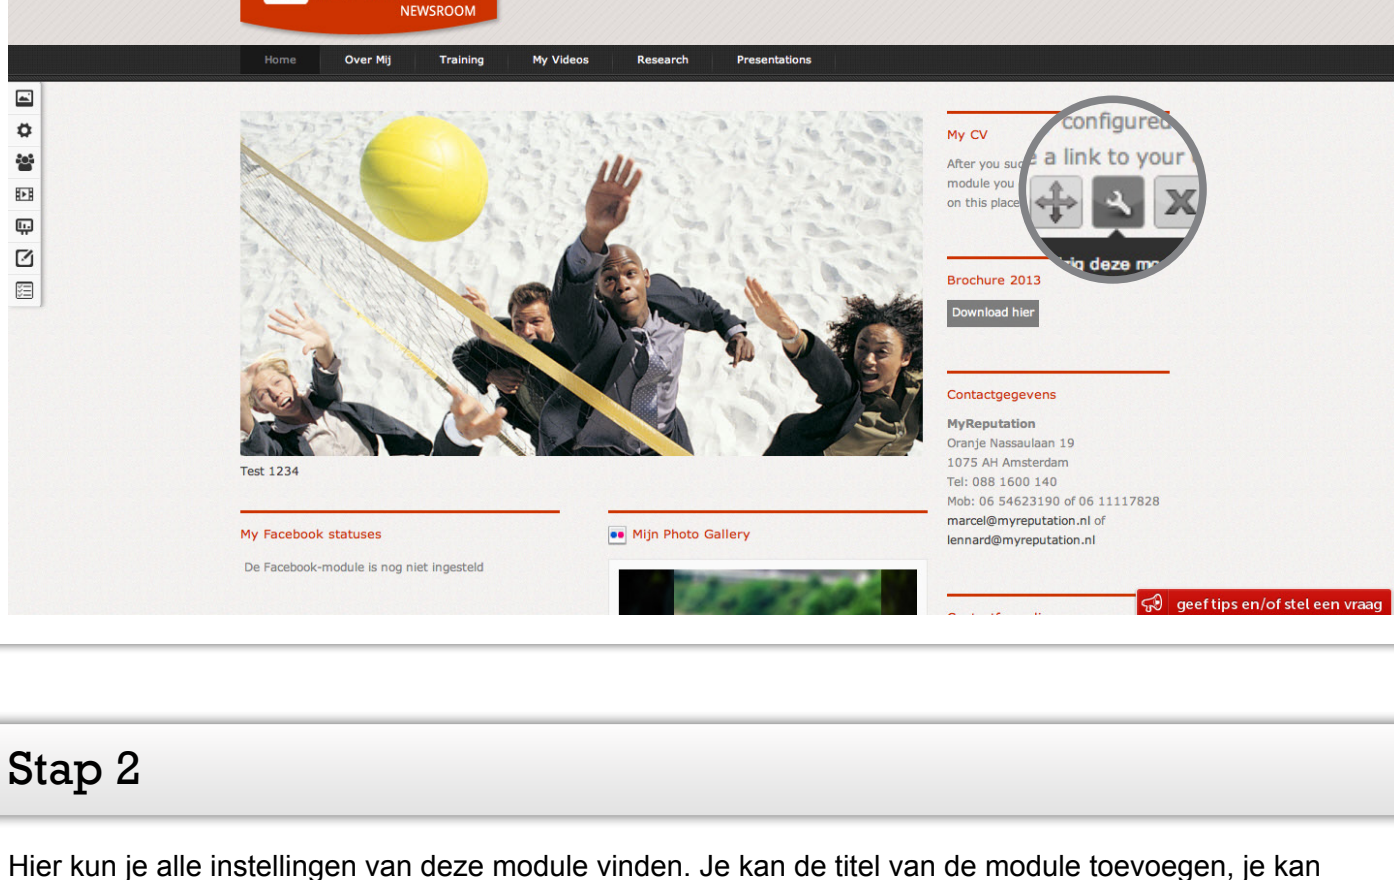 NEWSROOM
Home Over Mij Training My Videos Research Presentations
My CV
After you suc
module you
on this place
configured
a link to your
zig deze mo
Brochure 2013
Download hier
Contactgegevens
MyReputation
Oranje Nassaulaan 19
1075 AH Amsterdam
Tel: 088 1600 140
Mob: 06 54623190 of 06 11117828
marcel@myreputation.nl of
lennard@myreputation.nl
Test 1234
My Facebook statuses
De Facebook-module is nog niet ingesteld
Mijn Photo Gallery
geef tips en/of stel een vraag
Stap 2
Hier kun je alle instellingen van deze module vinden. Je kan de titel van de module toevoegen, je kan